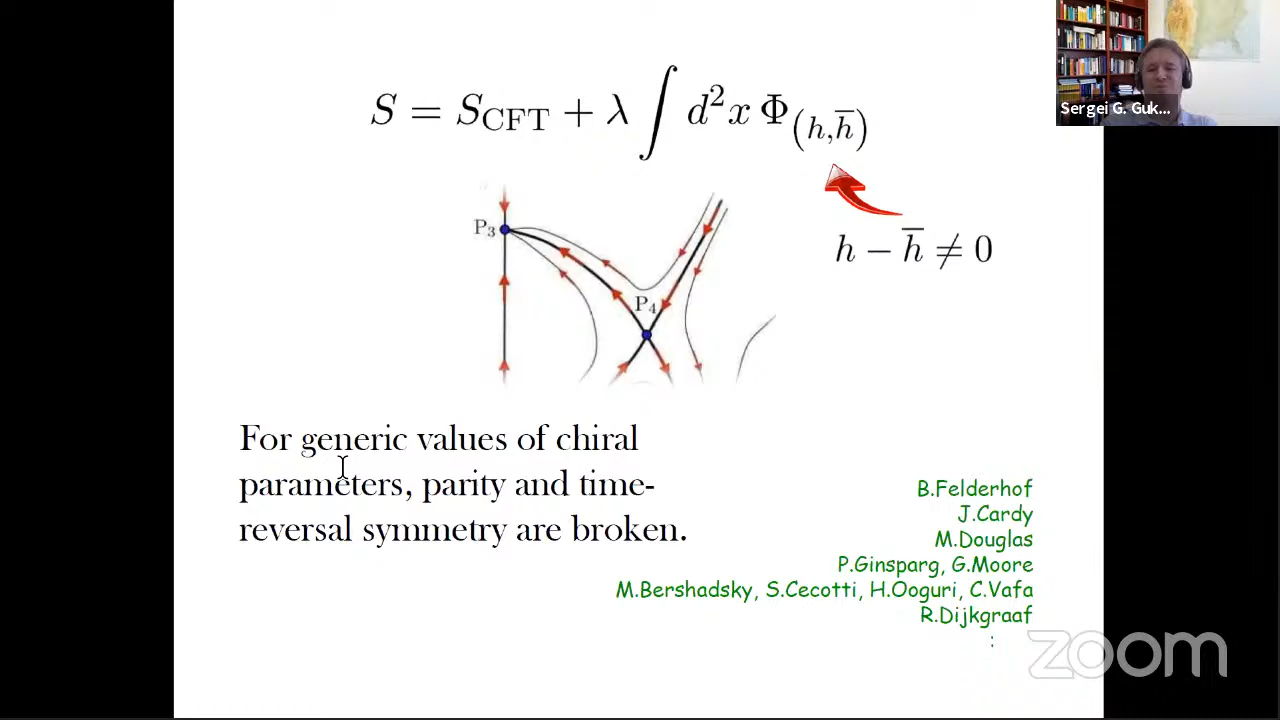 S = S_CFT + λ ∫ d²x Φ_(h,h̄)
Sergei G. Guk...
P₃
h − h̄ ≠ 0
P₄
For generic values of chiral
parameters, parity and time-
reversal symmetry are broken.
B.Felderhof
J.Cardy
M.Douglas
P.Ginsparg, G.Moore
M.Bershadsky, S.Cecotti, H.Ooguri, C.Vafa
R.Dijkgraaf
:
zoom